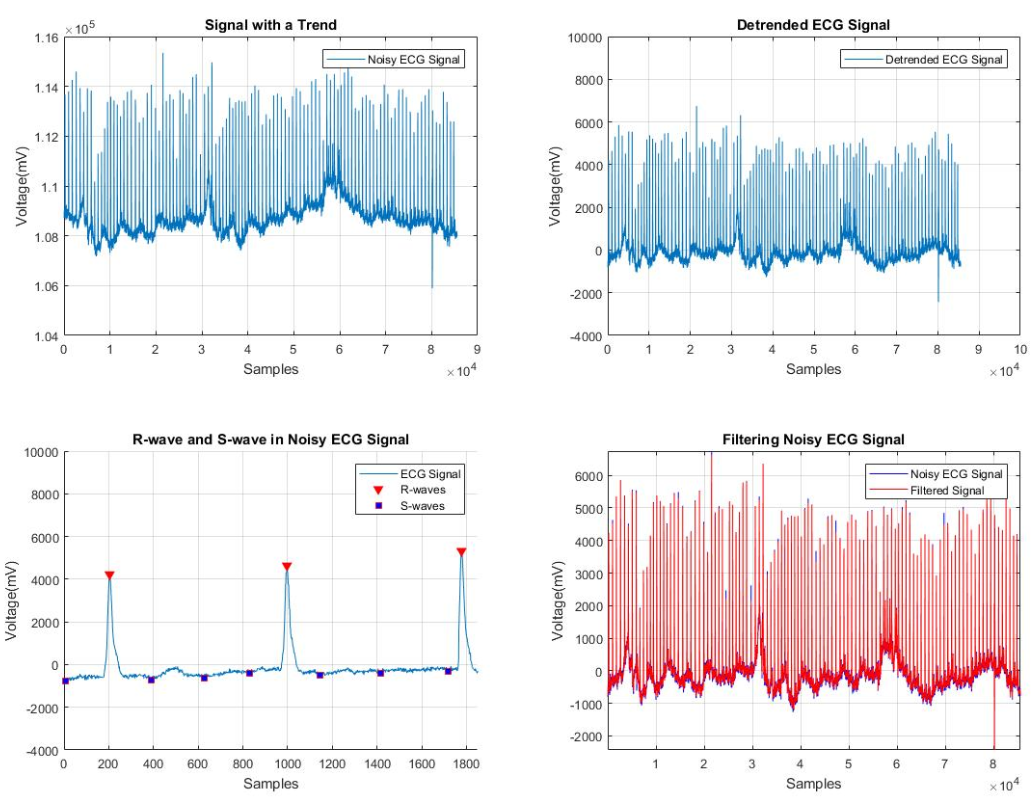 Signal with a Trend
× 10^5
1.16
1.14
1.12
1.1
1.08
1.06
1.04
Voltage(mV)
Noisy ECG Signal
0 1 2 3 4 5 6 7 8 9
Samples
× 10^4
Detrended ECG Signal
10000
8000
6000
4000
2000
0
-2000
-4000
Voltage(mV)
Detrended ECG Signal
0 1 2 3 4 5 6 7 8 9 10
Samples
× 10^4
R-wave and S-wave in Noisy ECG Signal
10000
8000
6000
4000
2000
0
-2000
-4000
Voltage(mV)
ECG Signal
R-waves
S-waves
0 200 400 600 800 1000 1200 1400 1600 1800
Samples
Filtering Noisy ECG Signal
6000
5000
4000
3000
2000
1000
0
-1000
-2000
Voltage(mV)
Noisy ECG Signal
Filtered Signal
1 2 3 4 5 6 7 8
Samples
× 10^4